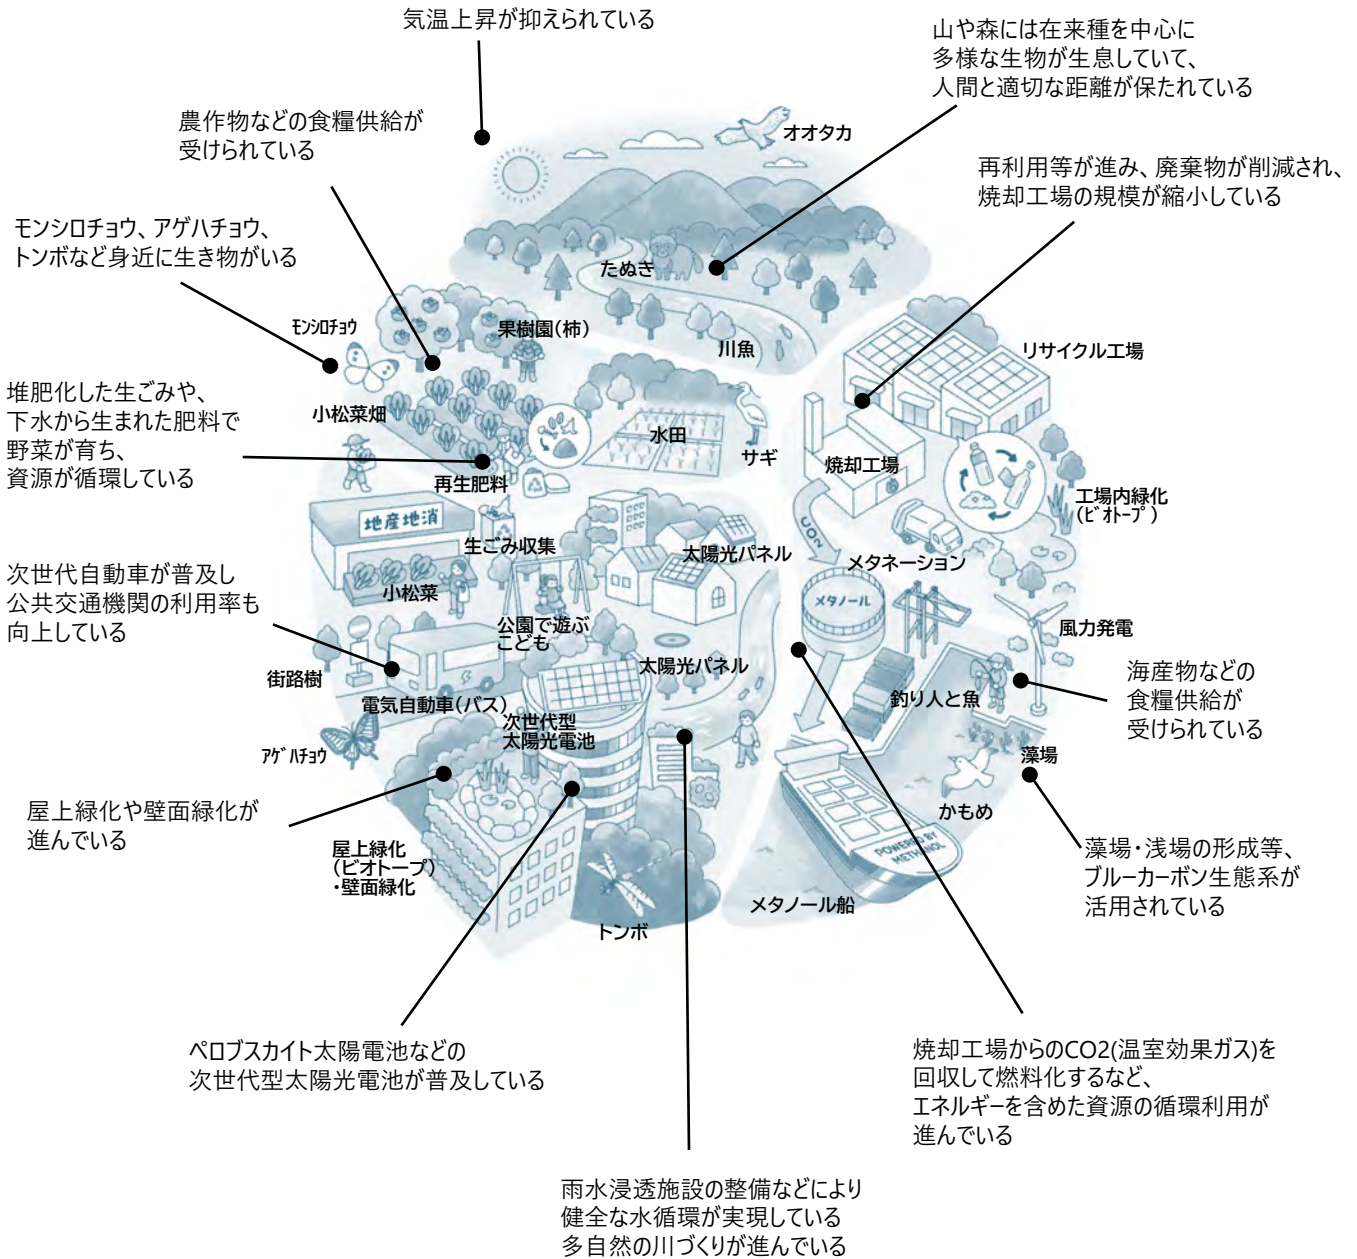 気温上昇が抑えられている
山や森には在来種を中心に
多様な生物が生息していて、
人間と適切な距離が保たれている
農作物などの食糧供給が
受けられている
オオタカ
再利用等が進み、廃棄物が削減され、
焼却工場の規模が縮小している
モンシロチョウ、アゲハチョウ、
トンボなど身近に生き物がいる
たぬき
モンシロチョウ
果樹園(柿)
川魚
リサイクル工場
堆肥化した生ごみや、
下水から生まれた肥料で
野菜が育ち、
資源が循環している
小松菜畑
水田
サギ
焼却工場
再生肥料
工場内緑化
(ビオトープ)
地産地消
CO2
生ごみ収集
太陽光パネル
メタネーション
次世代自動車が普及し
公共交通機関の利用率も
向上している
小松菜
メタノール
公園で遊ぶ
こども
風力発電
街路樹
太陽光パネル
電気自動車(バス)
釣り人と魚
海産物などの
食糧供給が
受けられている
次世代型
太陽光電池
アゲハチョウ
藻場
かもめ
屋上緑化や壁面緑化が
進んでいる
屋上緑化
(ビオトープ)
・壁面緑化
POWERED BY
METHANOL
藻場・浅場の形成等、
ブルーカーボン生態系が
活用されている
メタノール船
トンボ
ペロブスカイト太陽電池などの
次世代型太陽光電池が普及している
焼却工場からのCO2(温室効果ガス)を
回収して燃料化するなど、
エネルギーを含めた資源の循環利用が
進んでいる
雨水浸透施設の整備などにより
健全な水循環が実現している
多自然の川づくりが進んでいる